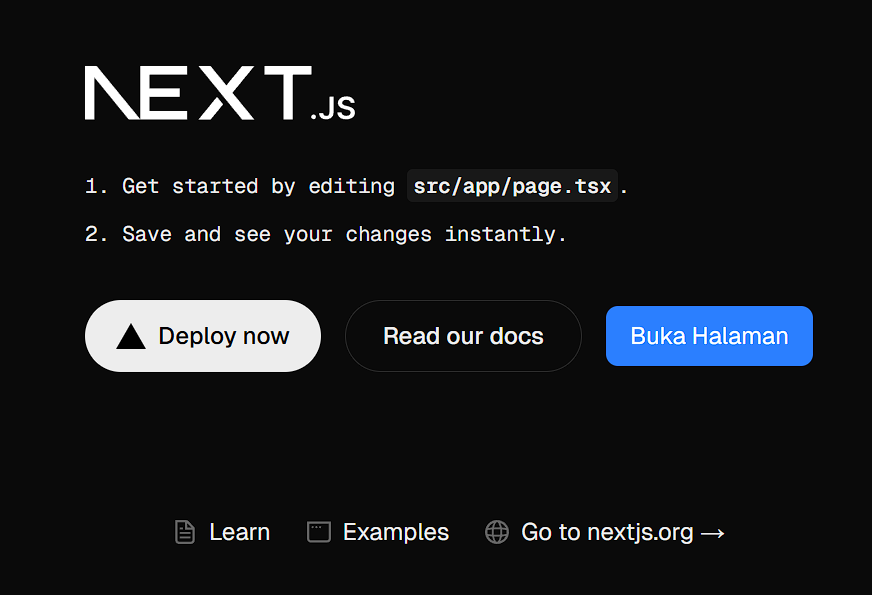 NEXT.JS
1. Get started by editing src/app/page.tsx.
2. Save and see your changes instantly.
Deploy now Read our docs Buka Halaman
Learn Examples Go to nextjs.org →